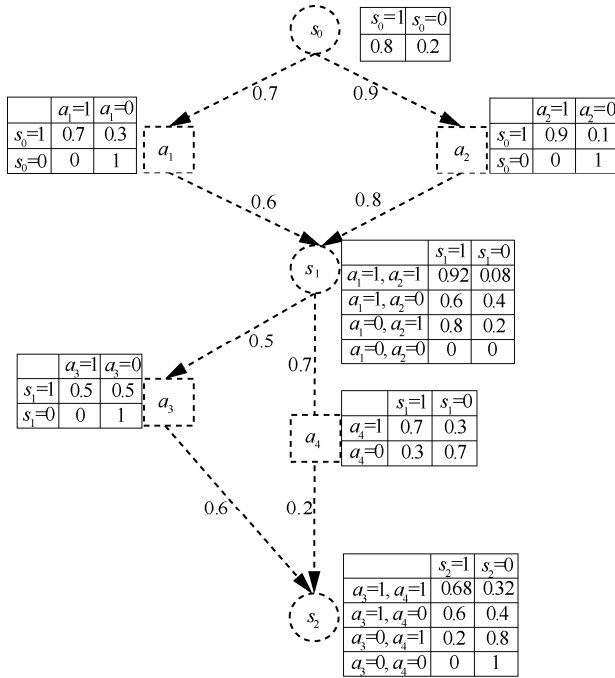 s0
s0=1 s0=0
0.8 0.2
0.7
0.9
a1=1 a1=0
s0=1 0.7 0.3
s0=0 0 1
a1
a2
a2=1 a2=0
s0=1 0.9 0.1
s0=0 0 1
0.6
0.8
s1
s1=1 s1=0
a1=1, a2=1 0.92 0.08
a1=1, a2=0 0.6 0.4
a1=0, a2=1 0.8 0.2
a1=0, a2=0 0 0
0.5
0.7
a3=1 a3=0
s1=1 0.5 0.5
s1=0 0 1
a3
a4
s1=1 s1=0
a4=1 0.7 0.3
a4=0 0.3 0.7
0.6
0.2
s2
s2=1 s2=0
a3=1, a4=1 0.68 0.32
a3=1, a4=0 0.6 0.4
a3=0, a4=1 0.2 0.8
a3=0, a4=0 0 1